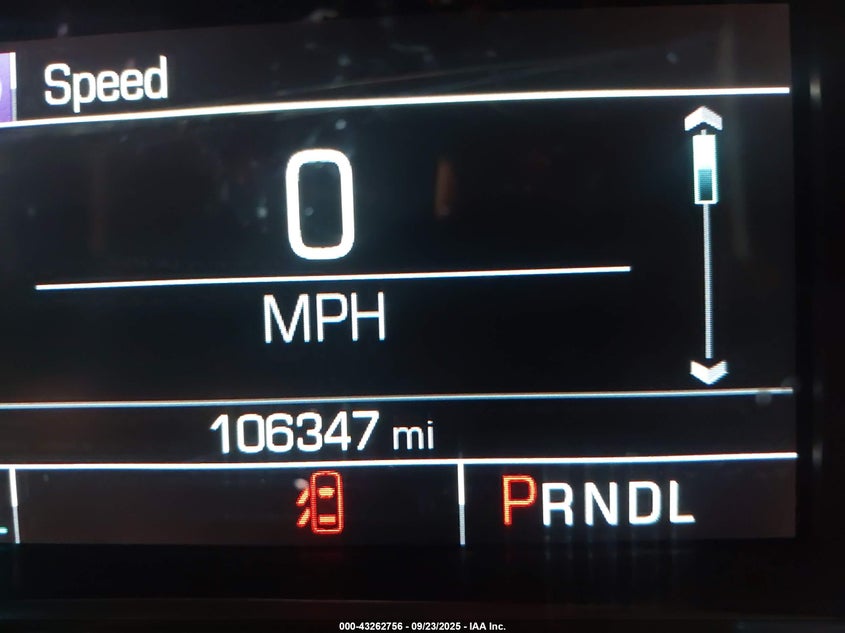 Speed
0
MPH
106347 mi
PRNDL
000-43262756 - 09/23/2025 - IAA Inc.